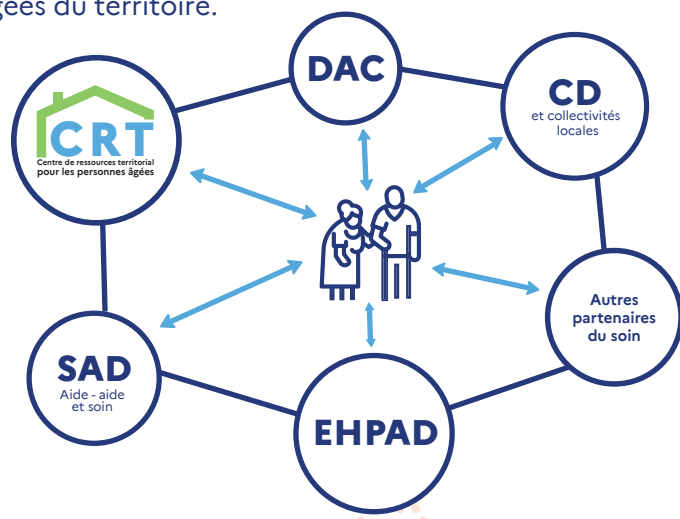 gées du territoire.
DAC
CD
et collectivités
locales
CRT
Centre de ressources territorial
pour les personnes âgées
Autres
partenaires
du soin
SAD
Aide - aide
et soin
EHPAD